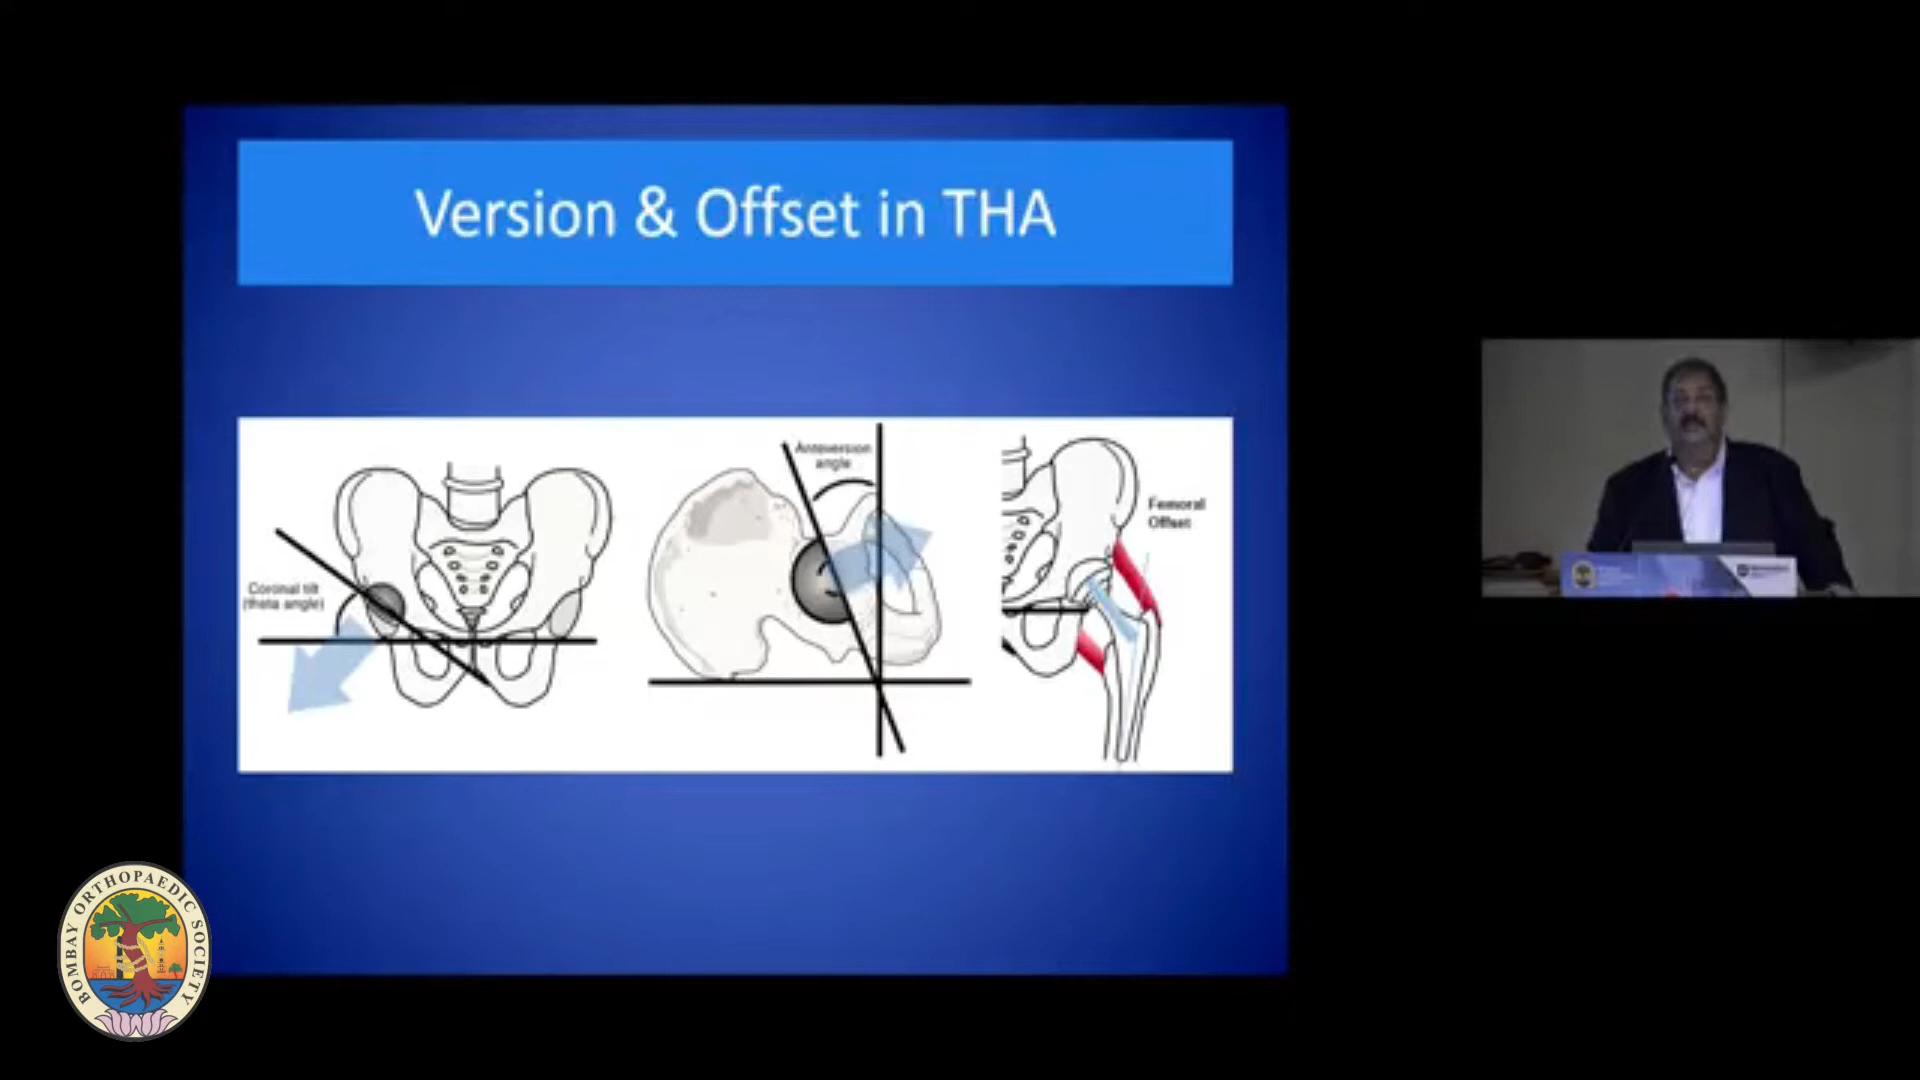 Version & Offset in THA
Coronal tilt
(theta angle)
Anteversion
angle
Femoral
Offset
BOMBAY ORTHOPAEDIC SOCIETY